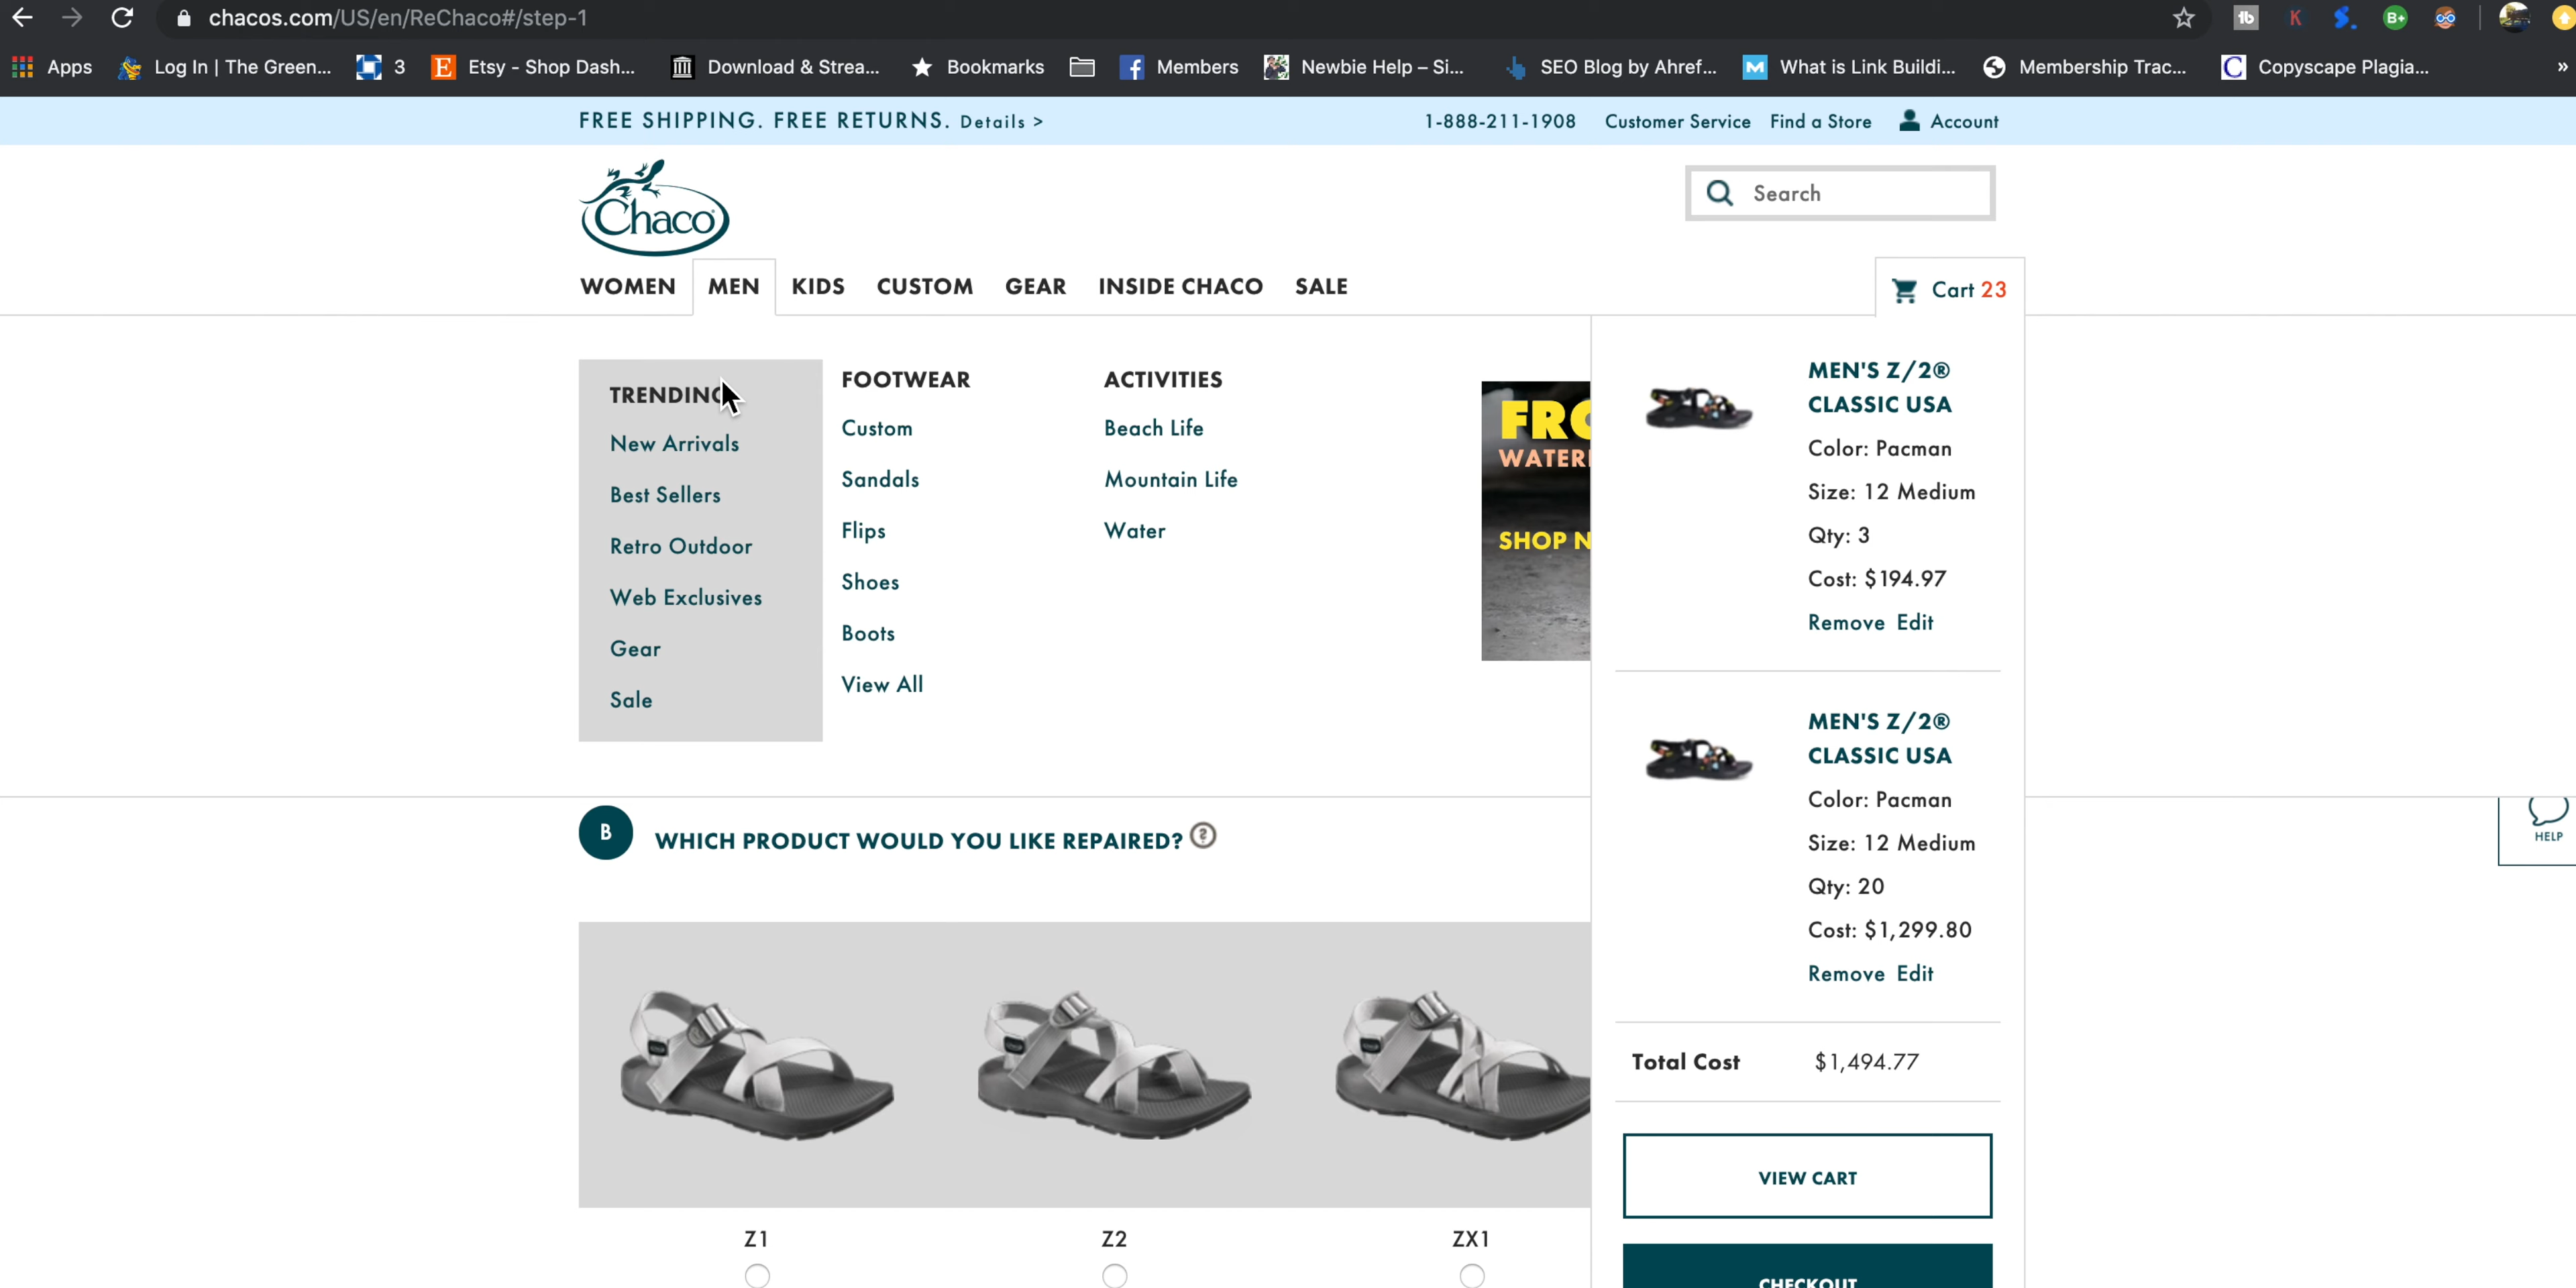 chacos.com/US/en/ReChaco#/step-1
tb K S. B+
Apps Log In | The Green... 3 E Etsy - Shop Dash... Download & Strea... Bookmarks Members Newbie Help – Si... SEO Blog by Ahref... M What is Link Buildi... Membership Trac... C Copyscape Plagia... »
FREE SHIPPING. FREE RETURNS. Details > 1-888-211-1908 Customer Service Find a Store Account
Chaco
Search
WOMEN MEN KIDS CUSTOM GEAR INSIDE CHACO SALE Cart 23
TRENDING
New Arrivals
Best Sellers
Retro Outdoor
Web Exclusives
Gear
Sale
FOOTWEAR
Custom
Sandals
Flips
Shoes
Boots
View All
ACTIVITIES
Beach Life
Mountain Life
Water
FRO
WATER
SHOP N
MEN'S Z/2®
CLASSIC USA
Color: Pacman
Size: 12 Medium
Qty: 3
Cost: $194.97
Remove Edit
MEN'S Z/2®
CLASSIC USA
Color: Pacman
Size: 12 Medium
Qty: 20
Cost: $1,299.80
Remove Edit
Total Cost $1,494.77
VIEW CART
CHECKOUT
B WHICH PRODUCT WOULD YOU LIKE REPAIRED? ?
Z1 Z2 ZX1
HELP